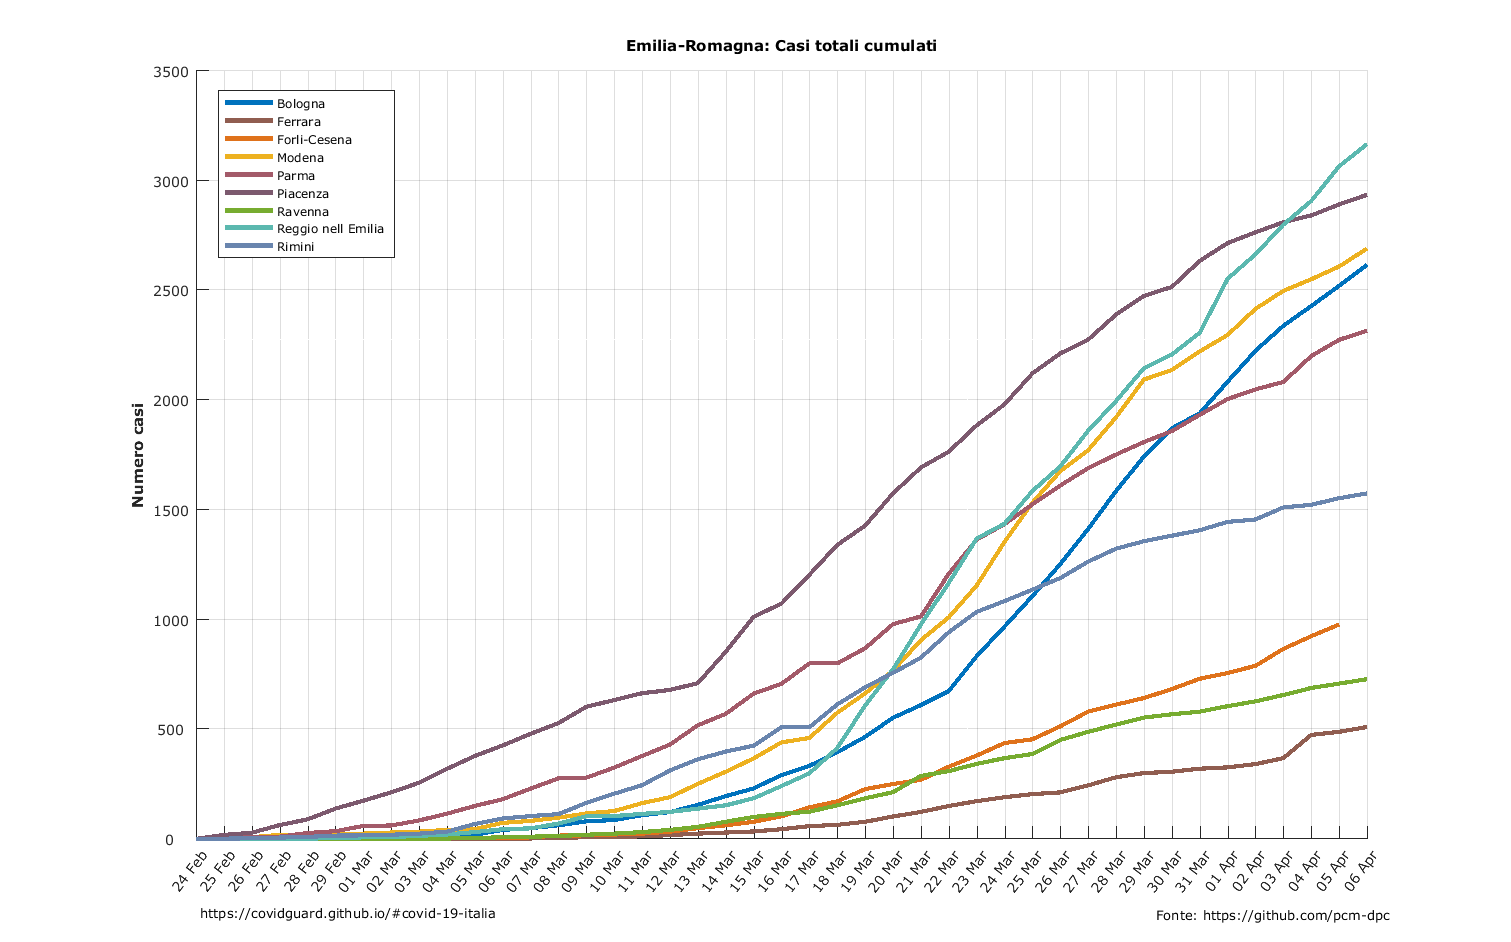 Emilia-Romagna: Casi totali cumulati
3500
3000
2500
2000
1500
1000
500
0
Numero casi
Bologna
Ferrara
Forlì-Cesena
Modena
Parma
Piacenza
Ravenna
Reggio nell Emilia
Rimini
24 Feb
25 Feb
26 Feb
27 Feb
28 Feb
29 Feb
01 Mar
02 Mar
03 Mar
04 Mar
05 Mar
06 Mar
07 Mar
08 Mar
09 Mar
10 Mar
11 Mar
12 Mar
13 Mar
14 Mar
15 Mar
16 Mar
17 Mar
18 Mar
19 Mar
20 Mar
21 Mar
22 Mar
23 Mar
24 Mar
25 Mar
26 Mar
27 Mar
28 Mar
29 Mar
30 Mar
31 Mar
01 Apr
02 Apr
03 Apr
04 Apr
05 Apr
06 Apr
https://covidguard.github.io/#covid-19-italia
Fonte: https://github.com/pcm-dpc